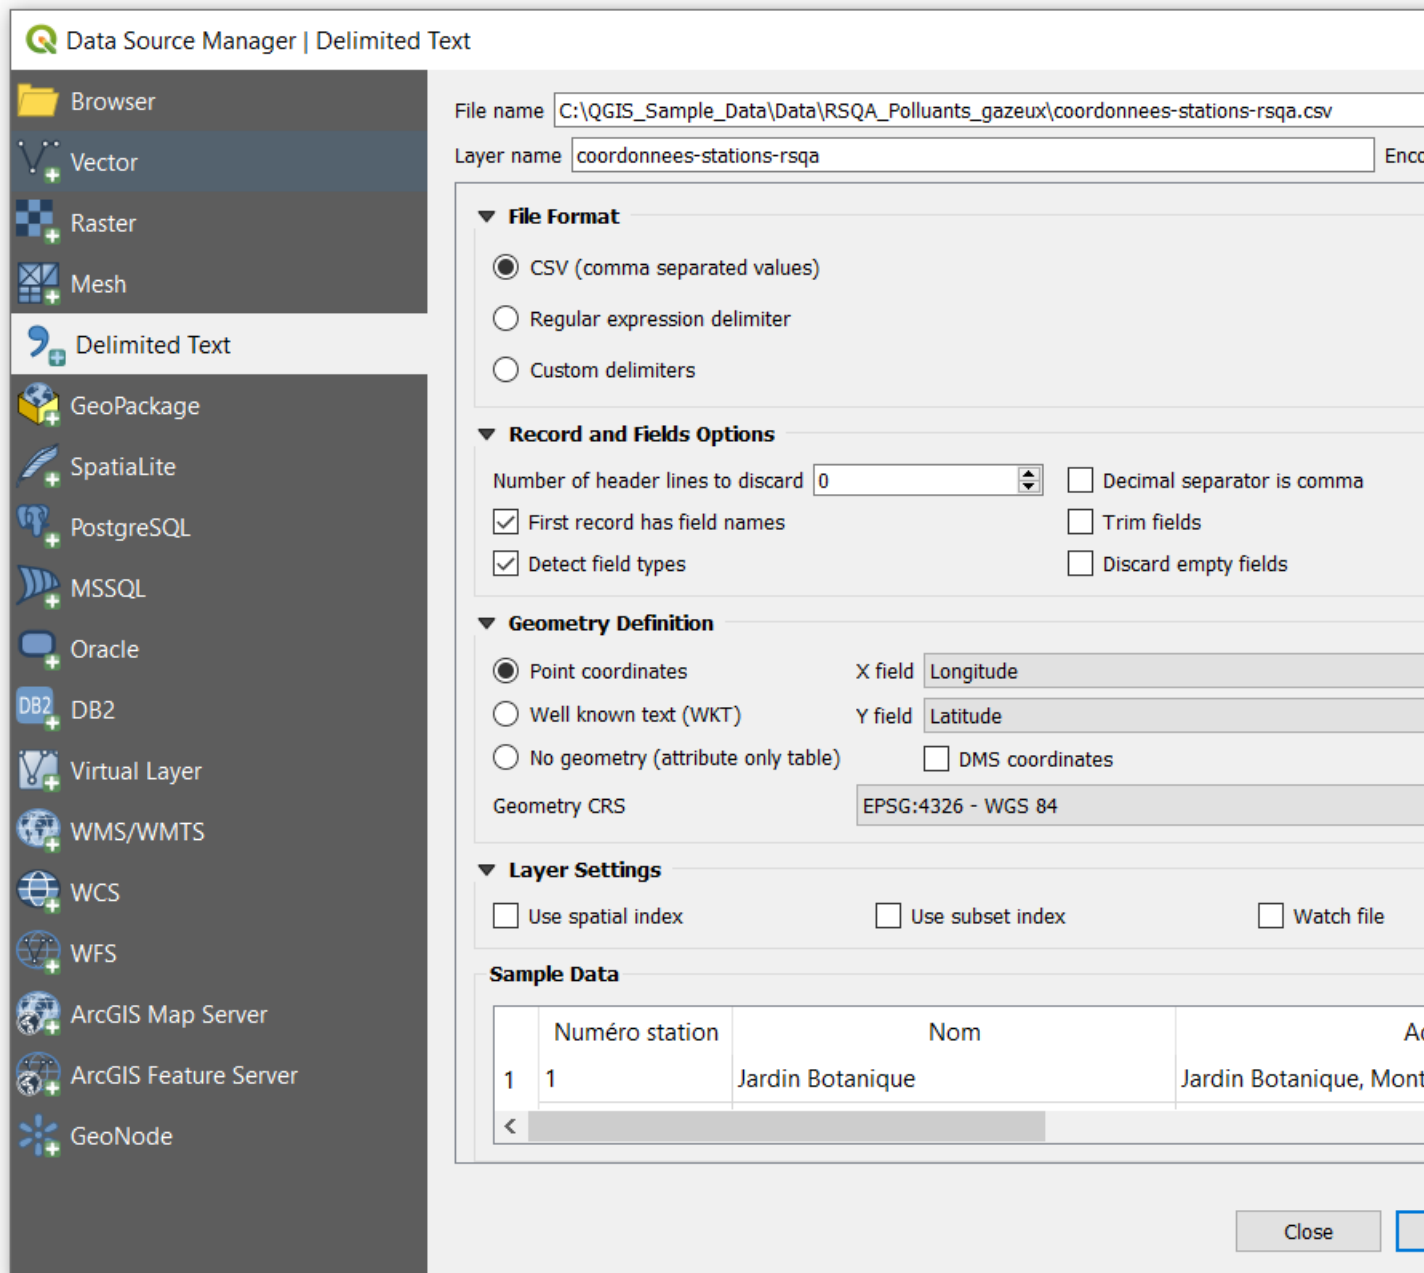 Data Source Manager | Delimited Text
Browser
Vector
Raster
Mesh
Delimited Text
GeoPackage
SpatiaLite
PostgreSQL
MSSQL
Oracle
DB2 DB2
Virtual Layer
WMS/WMTS
WCS
WFS
ArcGIS Map Server
ArcGIS Feature Server
GeoNode
File name C:\QGIS_Sample_Data\Data\RSQA_Polluants_gazeux\coordonnees-stations-rsqa.csv
Layer name coordonnees-stations-rsqa Enco
File Format
CSV (comma separated values)
Regular expression delimiter
Custom delimiters
Record and Fields Options
Number of header lines to discard 0 Decimal separator is comma
First record has field names Trim fields
Detect field types Discard empty fields
Geometry Definition
Point coordinates X field Longitude
Well known text (WKT) Y field Latitude
No geometry (attribute only table) DMS coordinates
Geometry CRS EPSG:4326 - WGS 84
Layer Settings
Use spatial index Use subset index Watch file
Sample Data
Numéro station Nom
1 1 Jardin Botanique Jardin Botanique, Mont
Close